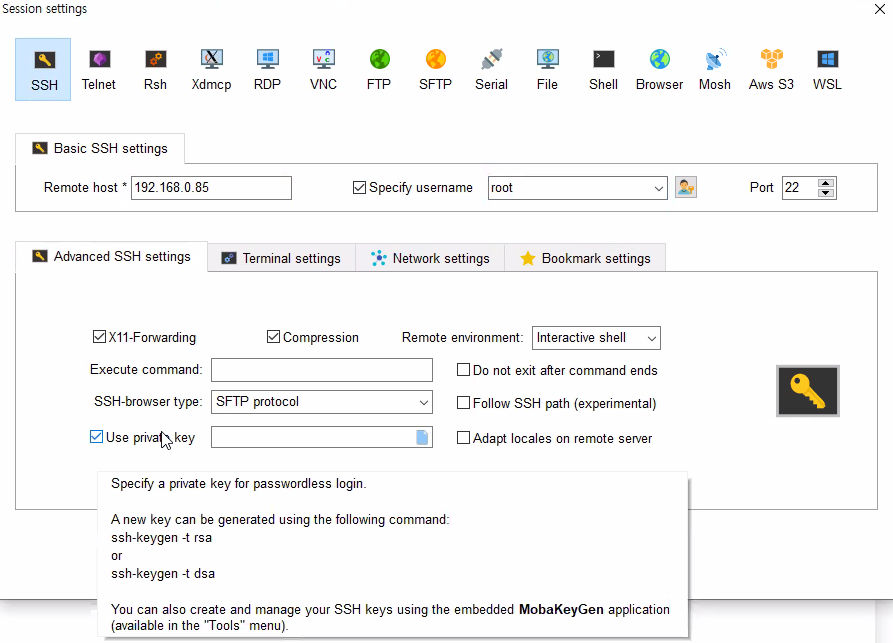 Session settings
SSH Telnet Rsh Xdmcp RDP VNC FTP SFTP Serial File Shell Browser Mosh Aws S3 WSL
Basic SSH settings
Remote host * 192.168.0.85 Specify username root Port 22
Advanced SSH settings Terminal settings Network settings Bookmark settings
X11-Forwarding Compression Remote environment: Interactive shell
Execute command: Do not exit after command ends
SSH-browser type: SFTP protocol Follow SSH path (experimental)
Use private key Adapt locales on remote server
Specify a private key for passwordless login.
A new key can be generated using the following command:
ssh-keygen -t rsa
or
ssh-keygen -t dsa
You can also create and manage your SSH keys using the embedded MobaKeyGen application
(available in the "Tools" menu).